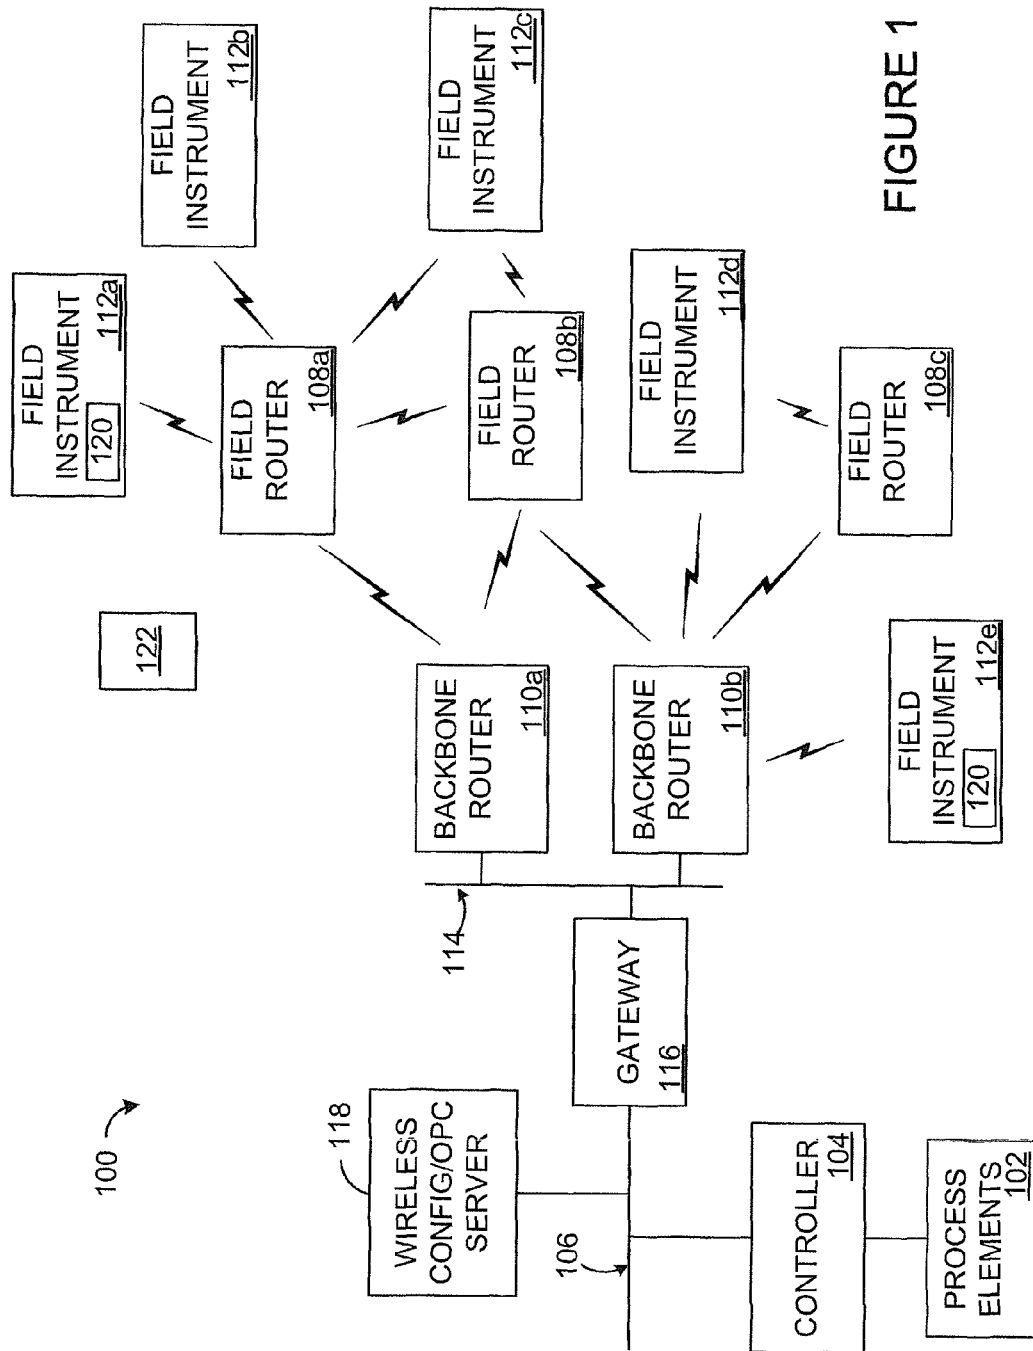 100
WIRELESS
CONFIG/OPC
SERVER
118
106
CONTROLLER
104
PROCESS
ELEMENTS
102
GATEWAY
116
114
BACKBONE
ROUTER
110a
BACKBONE
ROUTER
110b
122
FIELD
INSTRUMENT
120
112a
FIELD
INSTRUMENT
112b
FIELD
ROUTER
108a
FIELD
INSTRUMENT
112c
FIELD
ROUTER
108b
FIELD
INSTRUMENT
112d
FIELD
ROUTER
108c
FIELD
INSTRUMENT
120
112e
FIGURE 1